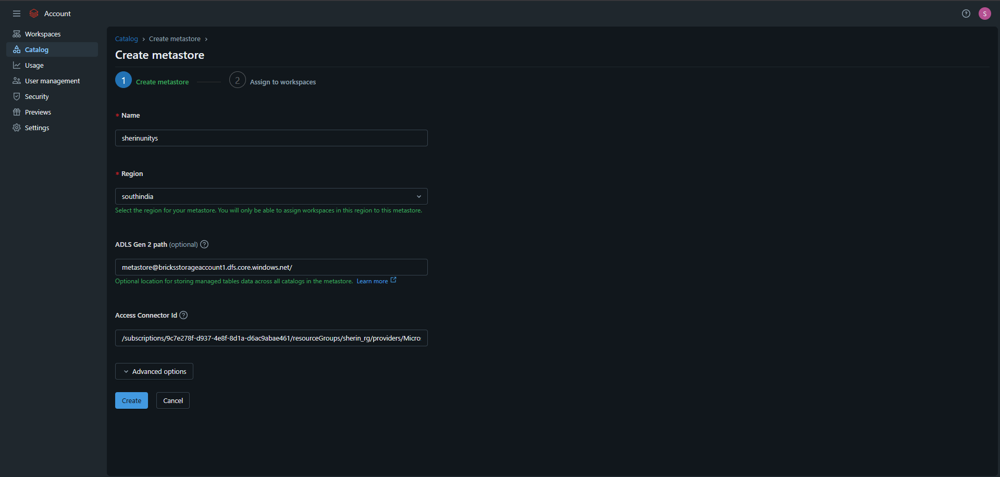 Account
S
Workspaces
Catalog
Usage
User management
Security
Previews
Settings
Catalog › Create metastore ›
Create metastore
1 Create metastore
2 Assign to workspaces
* Name
sherinunitys
* Region
southindia
Select the region for your metastore. You will only be able to assign workspaces in this region to this metastore.
ADLS Gen 2 path (optional) ?
metastore@bricksstorageaccount1.dfs.core.windows.net/
Optional location for storing managed tables data across all catalogs in the metastore. Learn more
Access Connector Id ?
/subscriptions/9c7e278f-d937-4e8f-8d1a-d6ac9abae461/resourceGroups/sherin_rg/providers/Micro
Advanced options
Create
Cancel